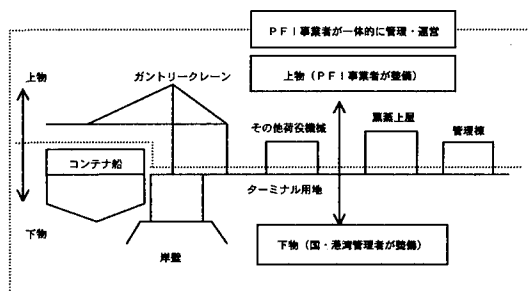 ＰＦＩ事業者が一体的に管理・運営
上物
ガントリークレーン
上物（ＰＦＩ事業者が整備）
その他荷役機械
薫蒸上屋
管理棟
コンテナ船
ターミナル用地
下物
岸壁
下物（国・港湾管理者が整備）